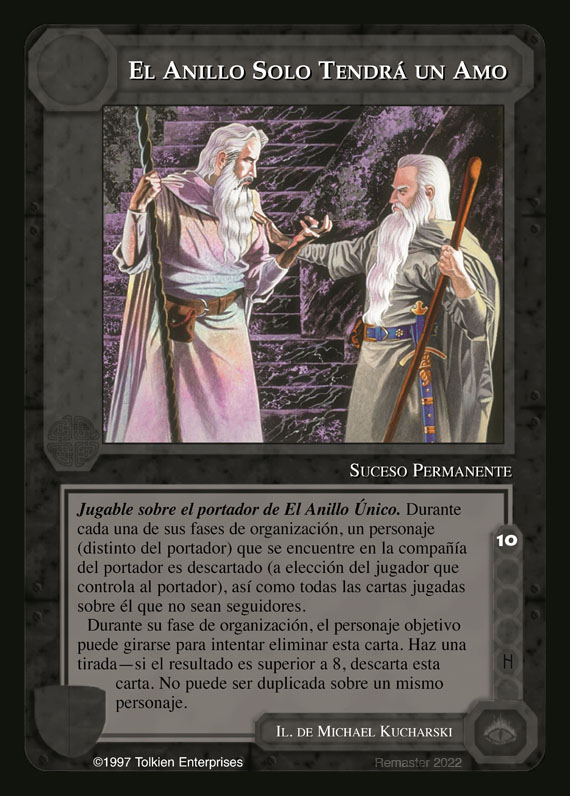 El Anillo Solo Tendrá un Amo
Suceso Permanente
Jugable sobre el portador de El Anillo Único. Durante
cada una de sus fases de organización, un personaje
(distinto del portador) que se encuentre en la compañía
del portador es descartado (a elección del jugador que
controla al portador), así como todas las cartas jugadas
sobre él que no sean seguidores.
Durante su fase de organización, el personaje objetivo
puede girarse para intentar eliminar esta carta. Haz una
tirada—si el resultado es superior a 8, descarta esta
carta. No puede ser duplicada sobre un mismo
personaje.
10
H
Il. de Michael Kucharski
©1997 Tolkien Enterprises
Remaster 2022